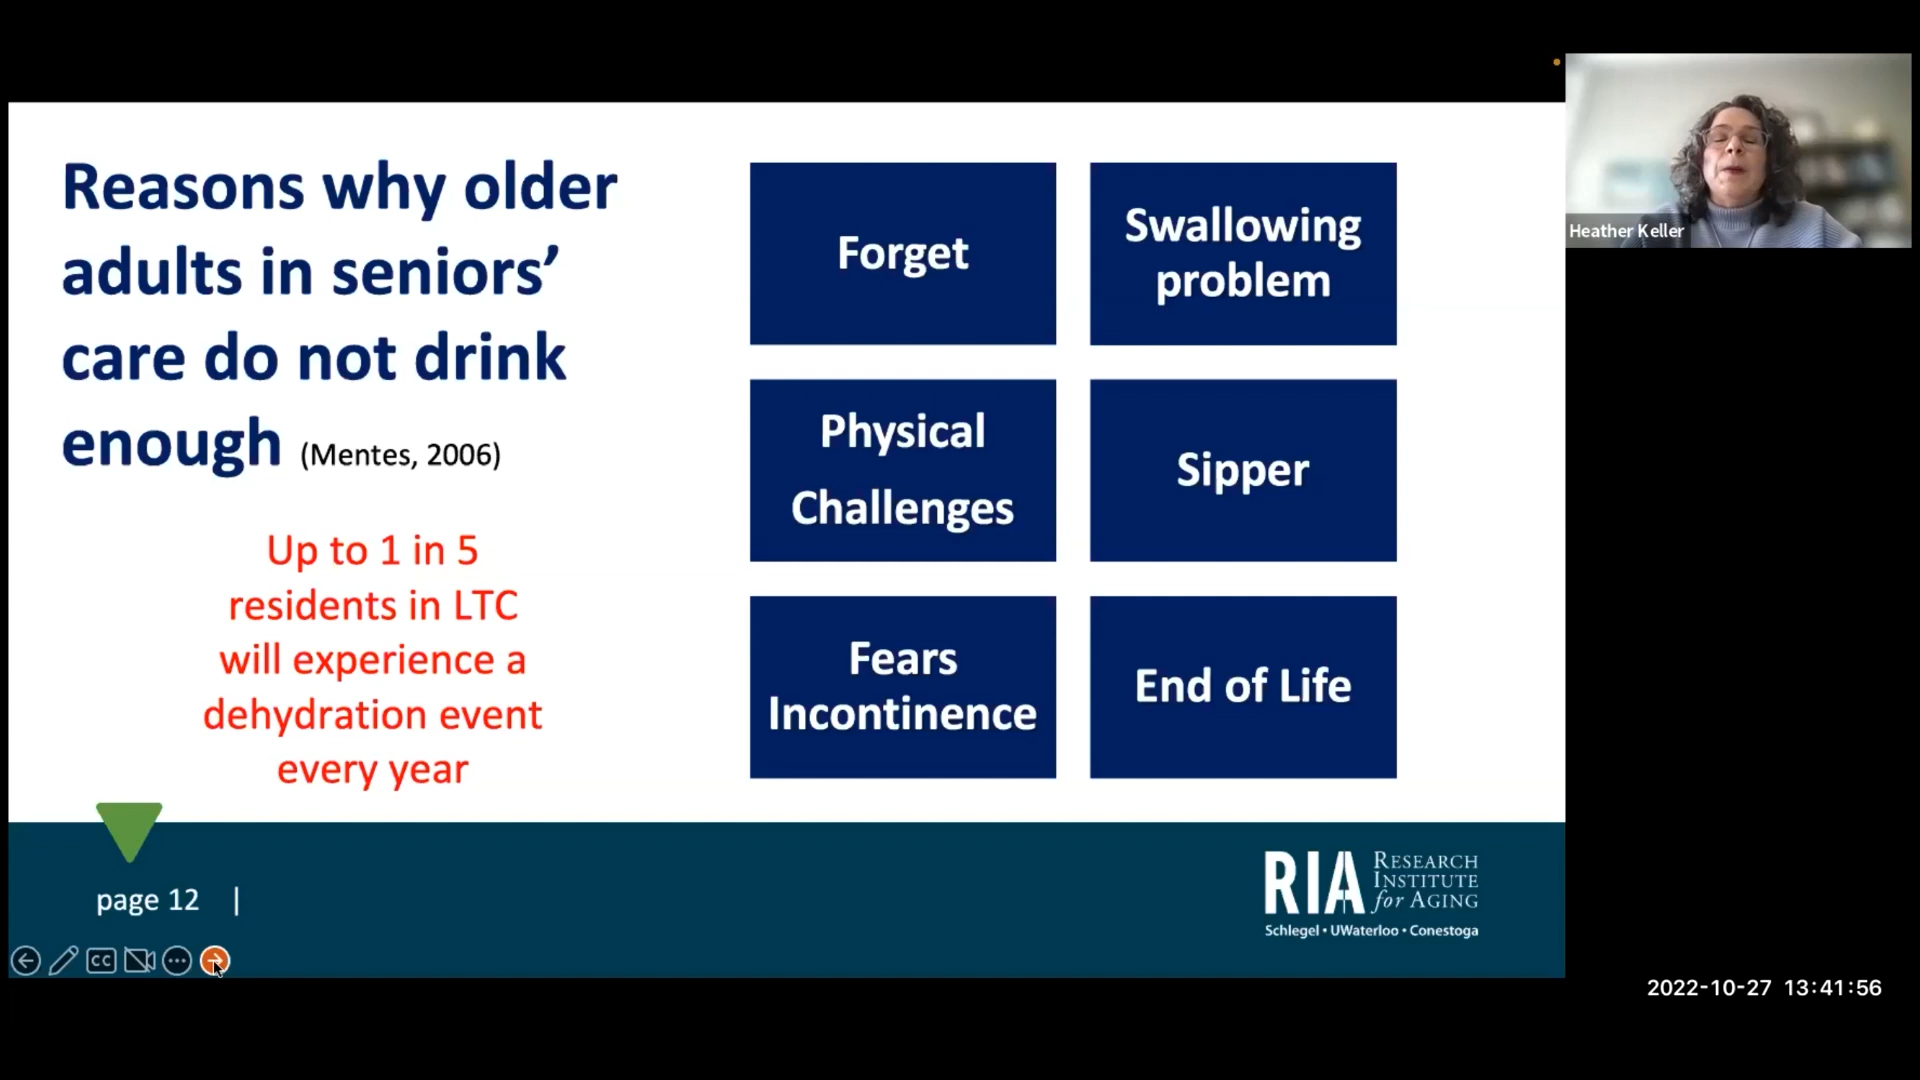 Reasons why older
adults in seniors’
care do not drink
enough (Mentes, 2006)
Up to 1 in 5
residents in LTC
will experience a
dehydration event
every year
Forget
Swallowing
problem
Physical
Challenges
Sipper
Fears
Incontinence
End of Life
page 12 |
RIA RESEARCH
INSTITUTE
for AGING
Schlegel • UWaterloo • Conestoga
CC
Heather Keller
2022-10-27 13:41:56